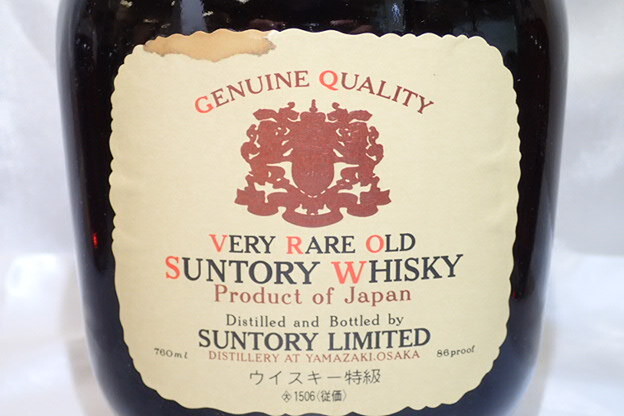 GENUINE QUALITY
VERY RARE OLD
SUNTORY WHISKY
Product of Japan
Distilled and Bottled by
SUNTORY LIMITED
760ml DISTILLERY AT YAMAZAKI.OSAKA 86proof
ウイスキー特級
1506(従価)